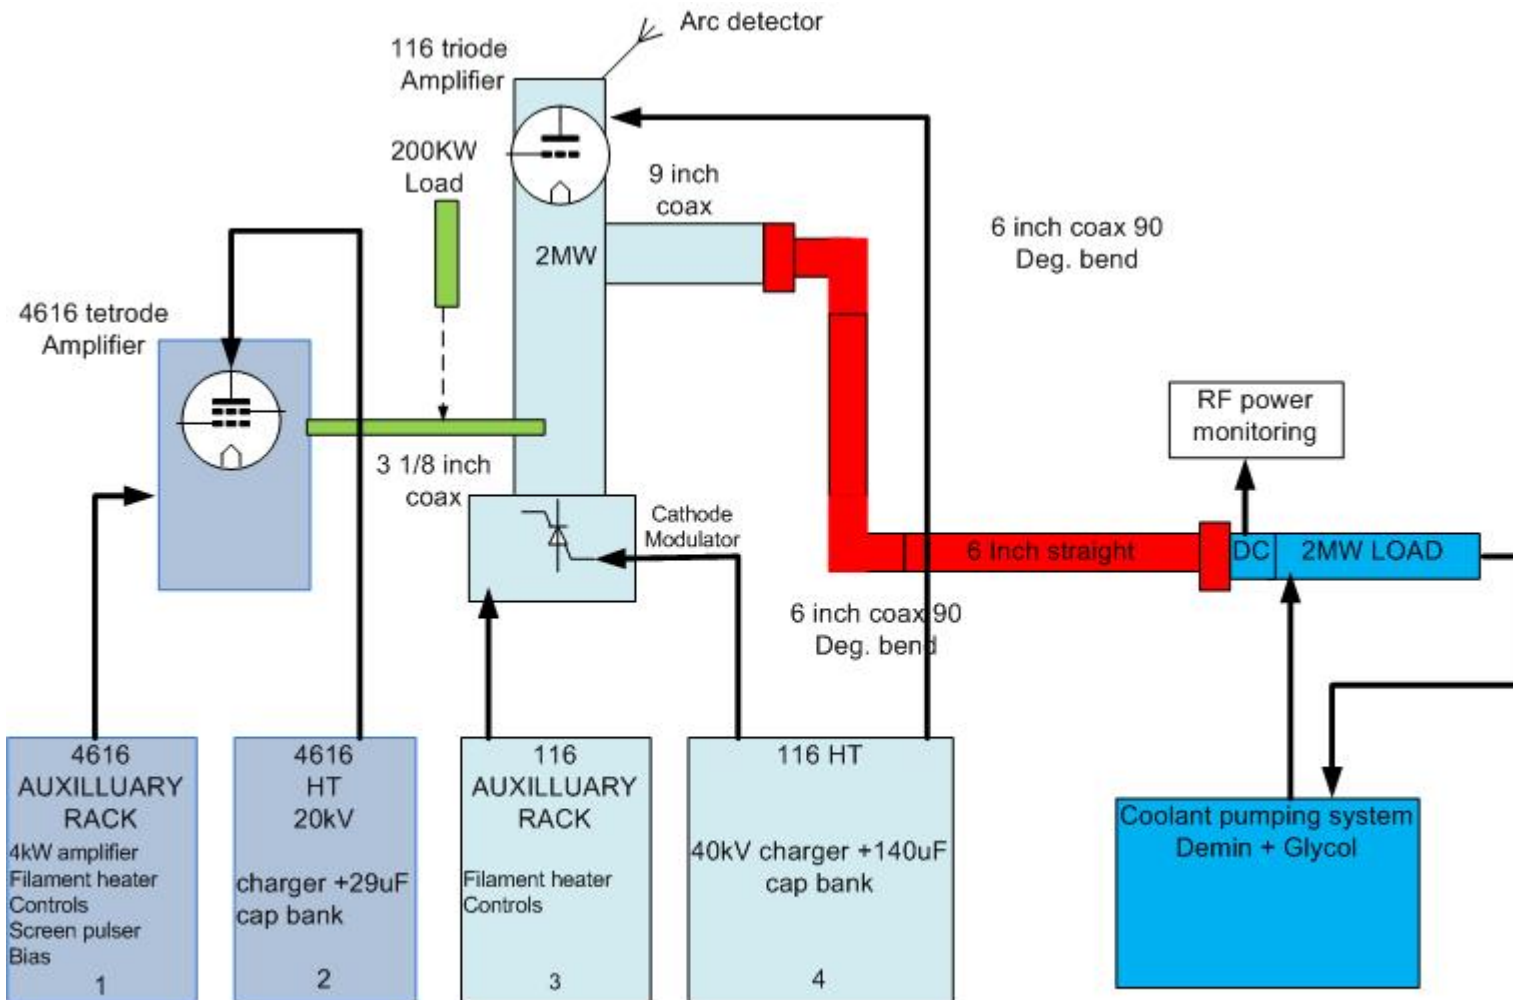 Arc detector
116 triode
Amplifier
200KW
Load
9 inch
coax
6 inch coax 90
Deg. bend
2MW
4616 tetrode
Amplifier
3 1/8 inch
coax
RF power
monitoring
Cathode
Modulator
6 Inch straight
DC
2MW LOAD
6 inch coax 90
Deg. bend
4616
AUXILLUARY
RACK
4kW amplifier
Filament heater
Controls
Screen pulser
Bias
1
4616
HT
20kV
charger +29uF
cap bank
2
116
AUXILLUARY
RACK
Filament heater
Controls
3
116 HT
40kV charger +140uF
cap bank
4
Coolant pumping system
Demin + Glycol